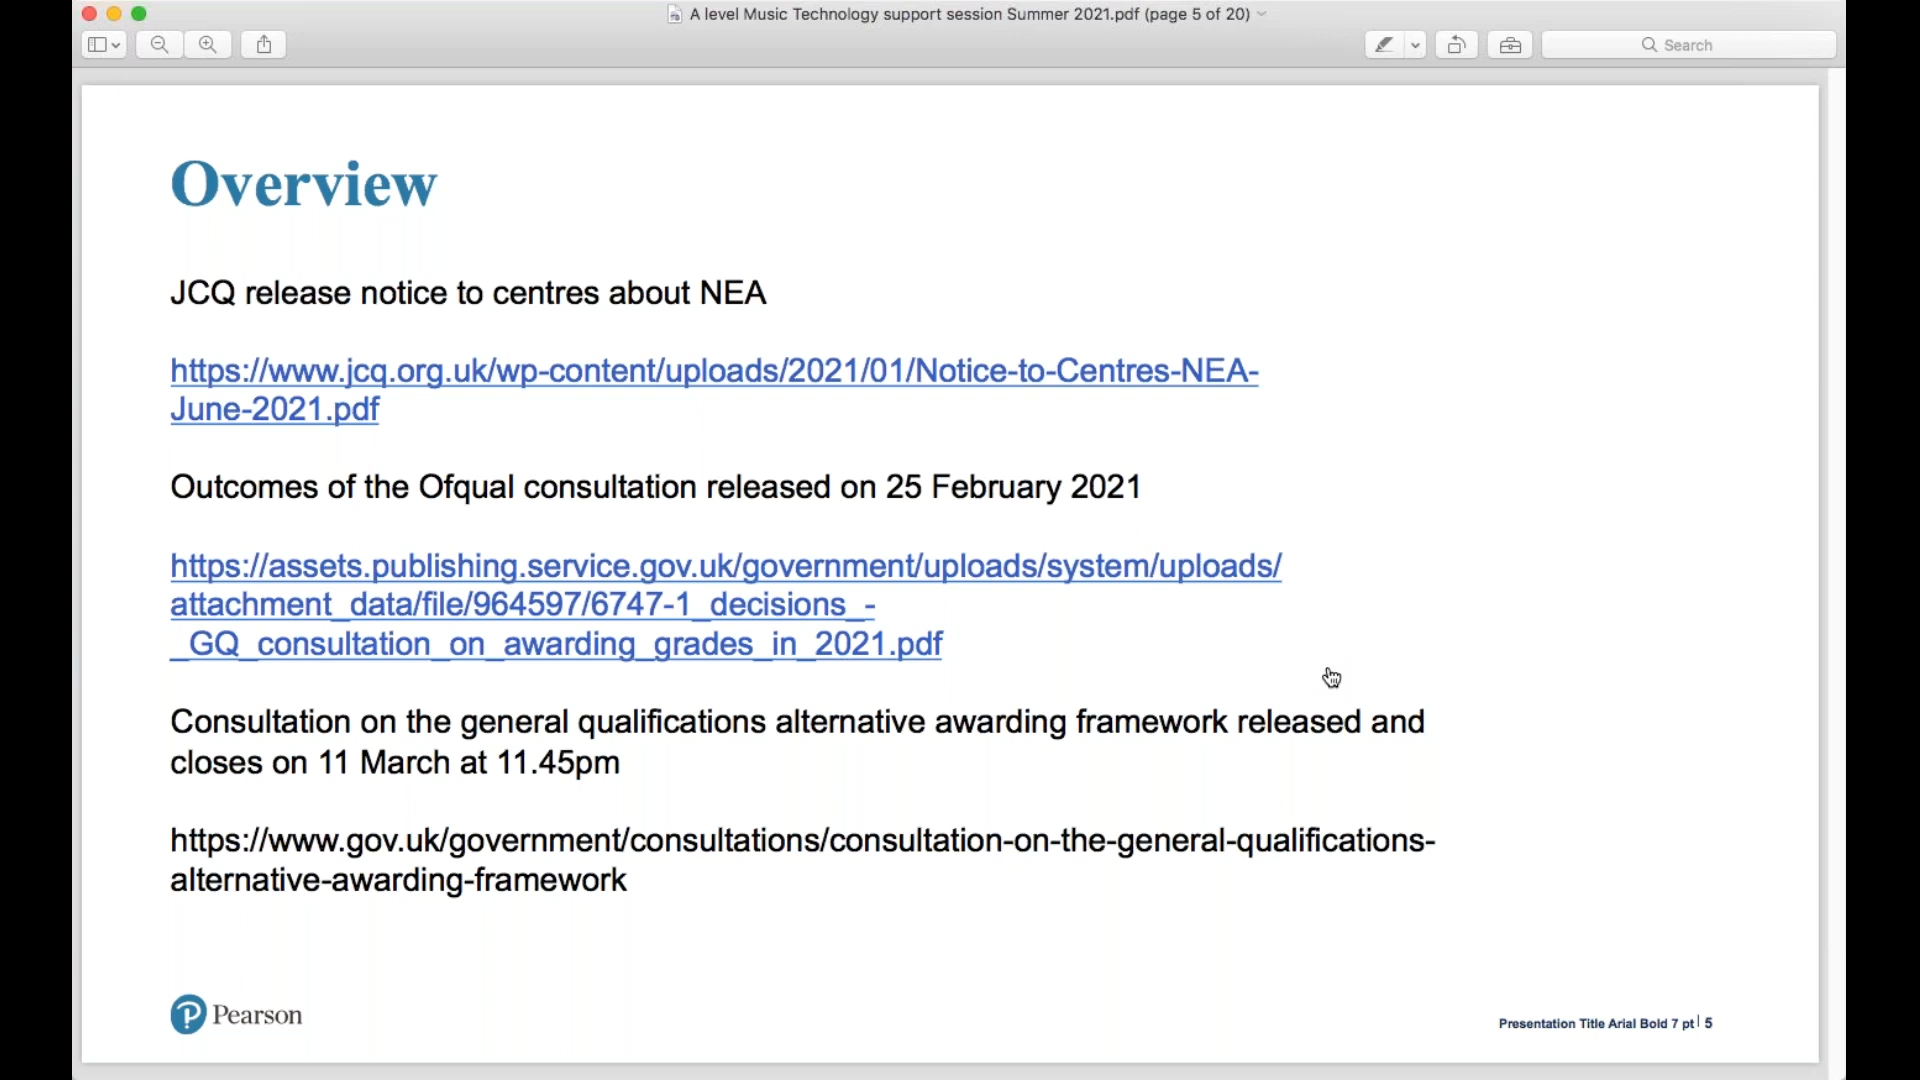 A level Music Technology support session Summer 2021.pdf (page 5 of 20)
Search
Overview
JCQ release notice to centres about NEA
https://www.jcq.org.uk/wp-content/uploads/2021/01/Notice-to-Centres-NEA-
June-2021.pdf
Outcomes of the Ofqual consultation released on 25 February 2021
https://assets.publishing.service.gov.uk/government/uploads/system/uploads/
attachment_data/file/964597/6747-1_decisions_-
_GQ_consultation_on_awarding_grades_in_2021.pdf
Consultation on the general qualifications alternative awarding framework released and
closes on 11 March at 11.45pm
https://www.gov.uk/government/consultations/consultation-on-the-general-qualifications-
alternative-awarding-framework
Pearson
Presentation Title Arial Bold 7 pt | 5